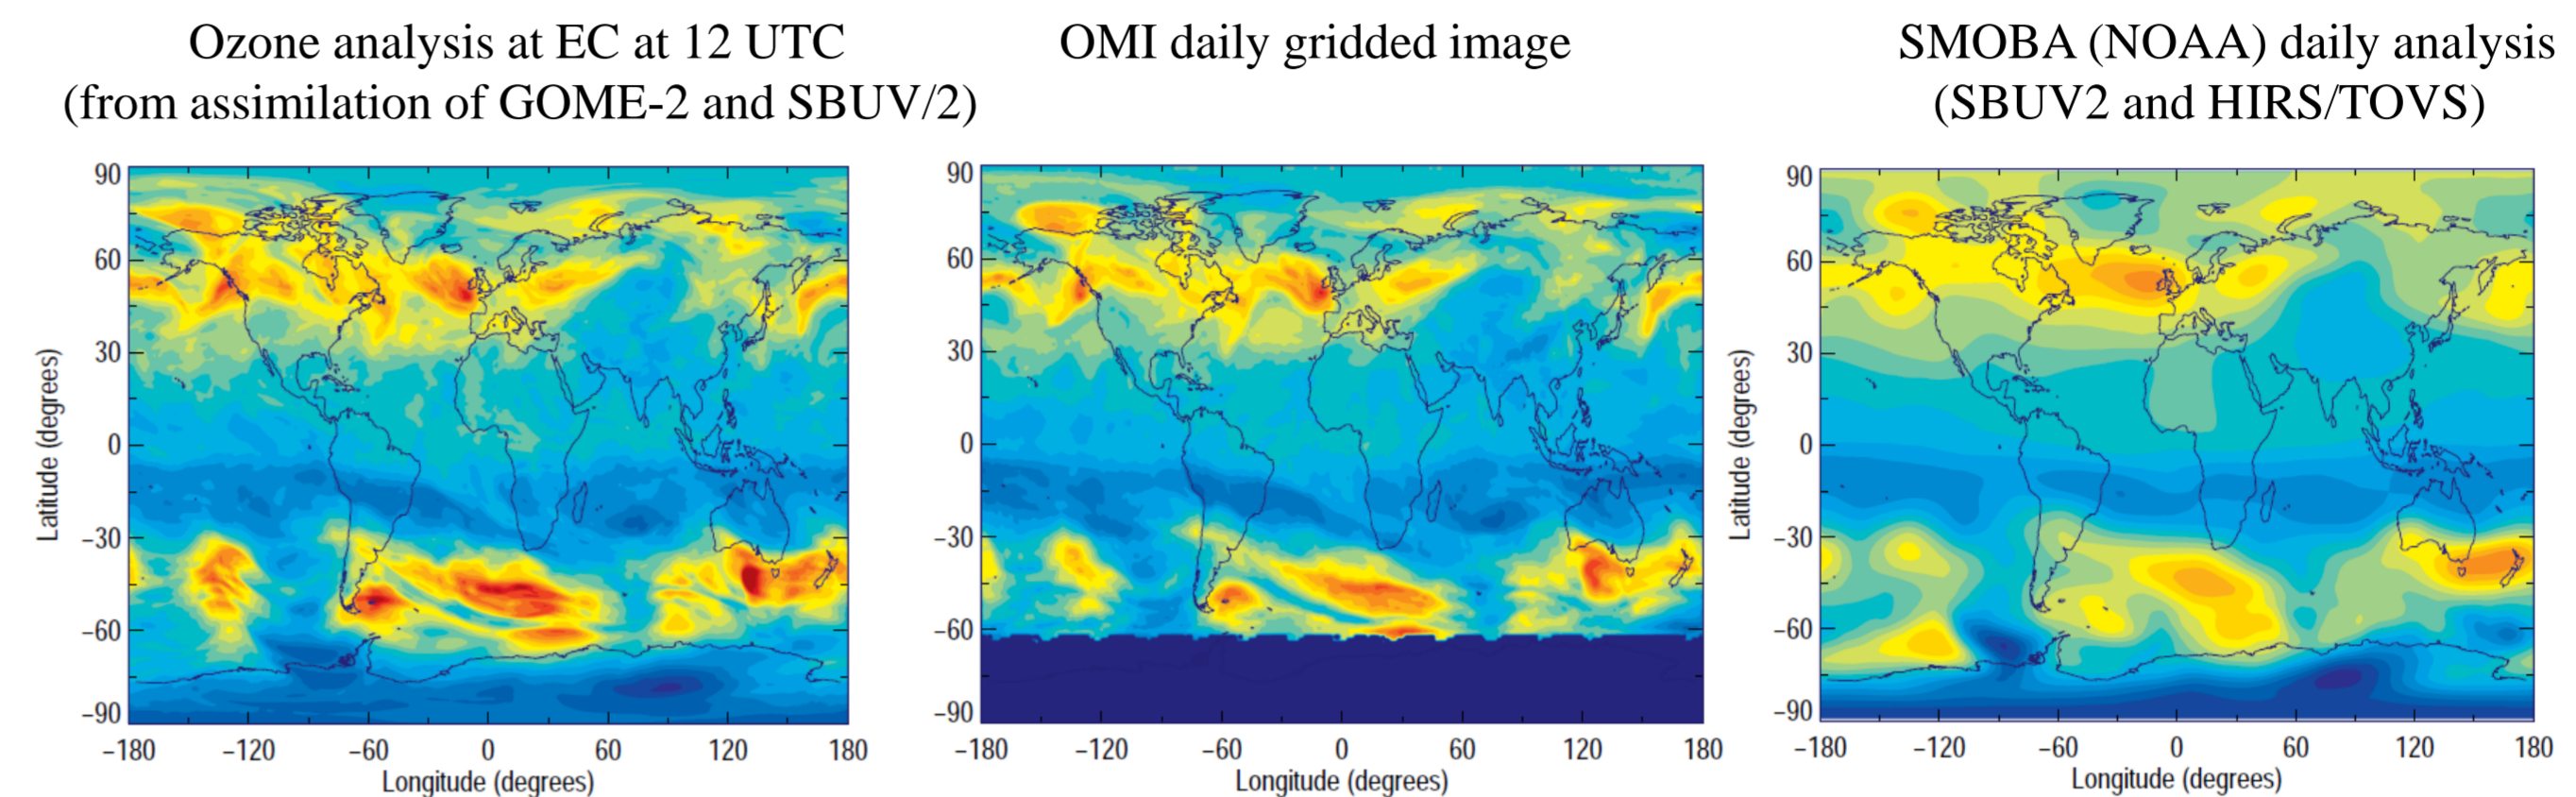 Ozone analysis at EC at 12 UTC
(from assimilation of GOME-2 and SBUV/2)
OMI daily gridded image
SMOBA (NOAA) daily analysis
(SBUV2 and HIRS/TOVS)
Latitude (degrees)
90
60
30
0
−30
−60
−90
−180 −120 −60 0 60 120 180
Longitude (degrees)
90
60
30
0
−30
−60
−90
−180 −120 −60 0 60 120 180
Longitude (degrees)
Latitude (degrees)
90
60
30
0
−30
−60
−90
−180 −120 −60 0 60 120 180
Longitude (degrees)